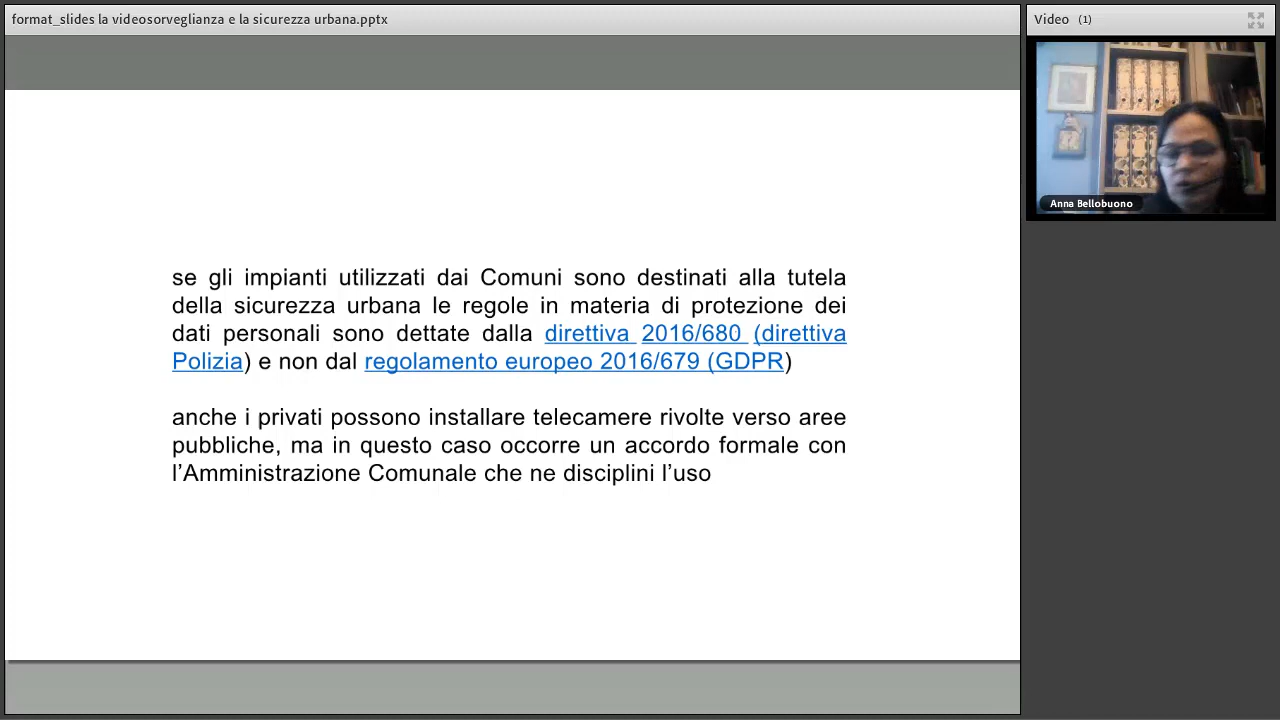 format_slides la videosorveglianza e la sicurezza urbana.pptx
Video (1)
Anna Bellobuono
se gli impianti utilizzati dai Comuni sono destinati alla tutela
della sicurezza urbana le regole in materia di protezione dei
dati personali sono dettate dalla direttiva 2016/680 (direttiva
Polizia) e non dal regolamento europeo 2016/679 (GDPR)
anche i privati possono installare telecamere rivolte verso aree
pubbliche, ma in questo caso occorre un accordo formale con
l’Amministrazione Comunale che ne disciplini l’uso